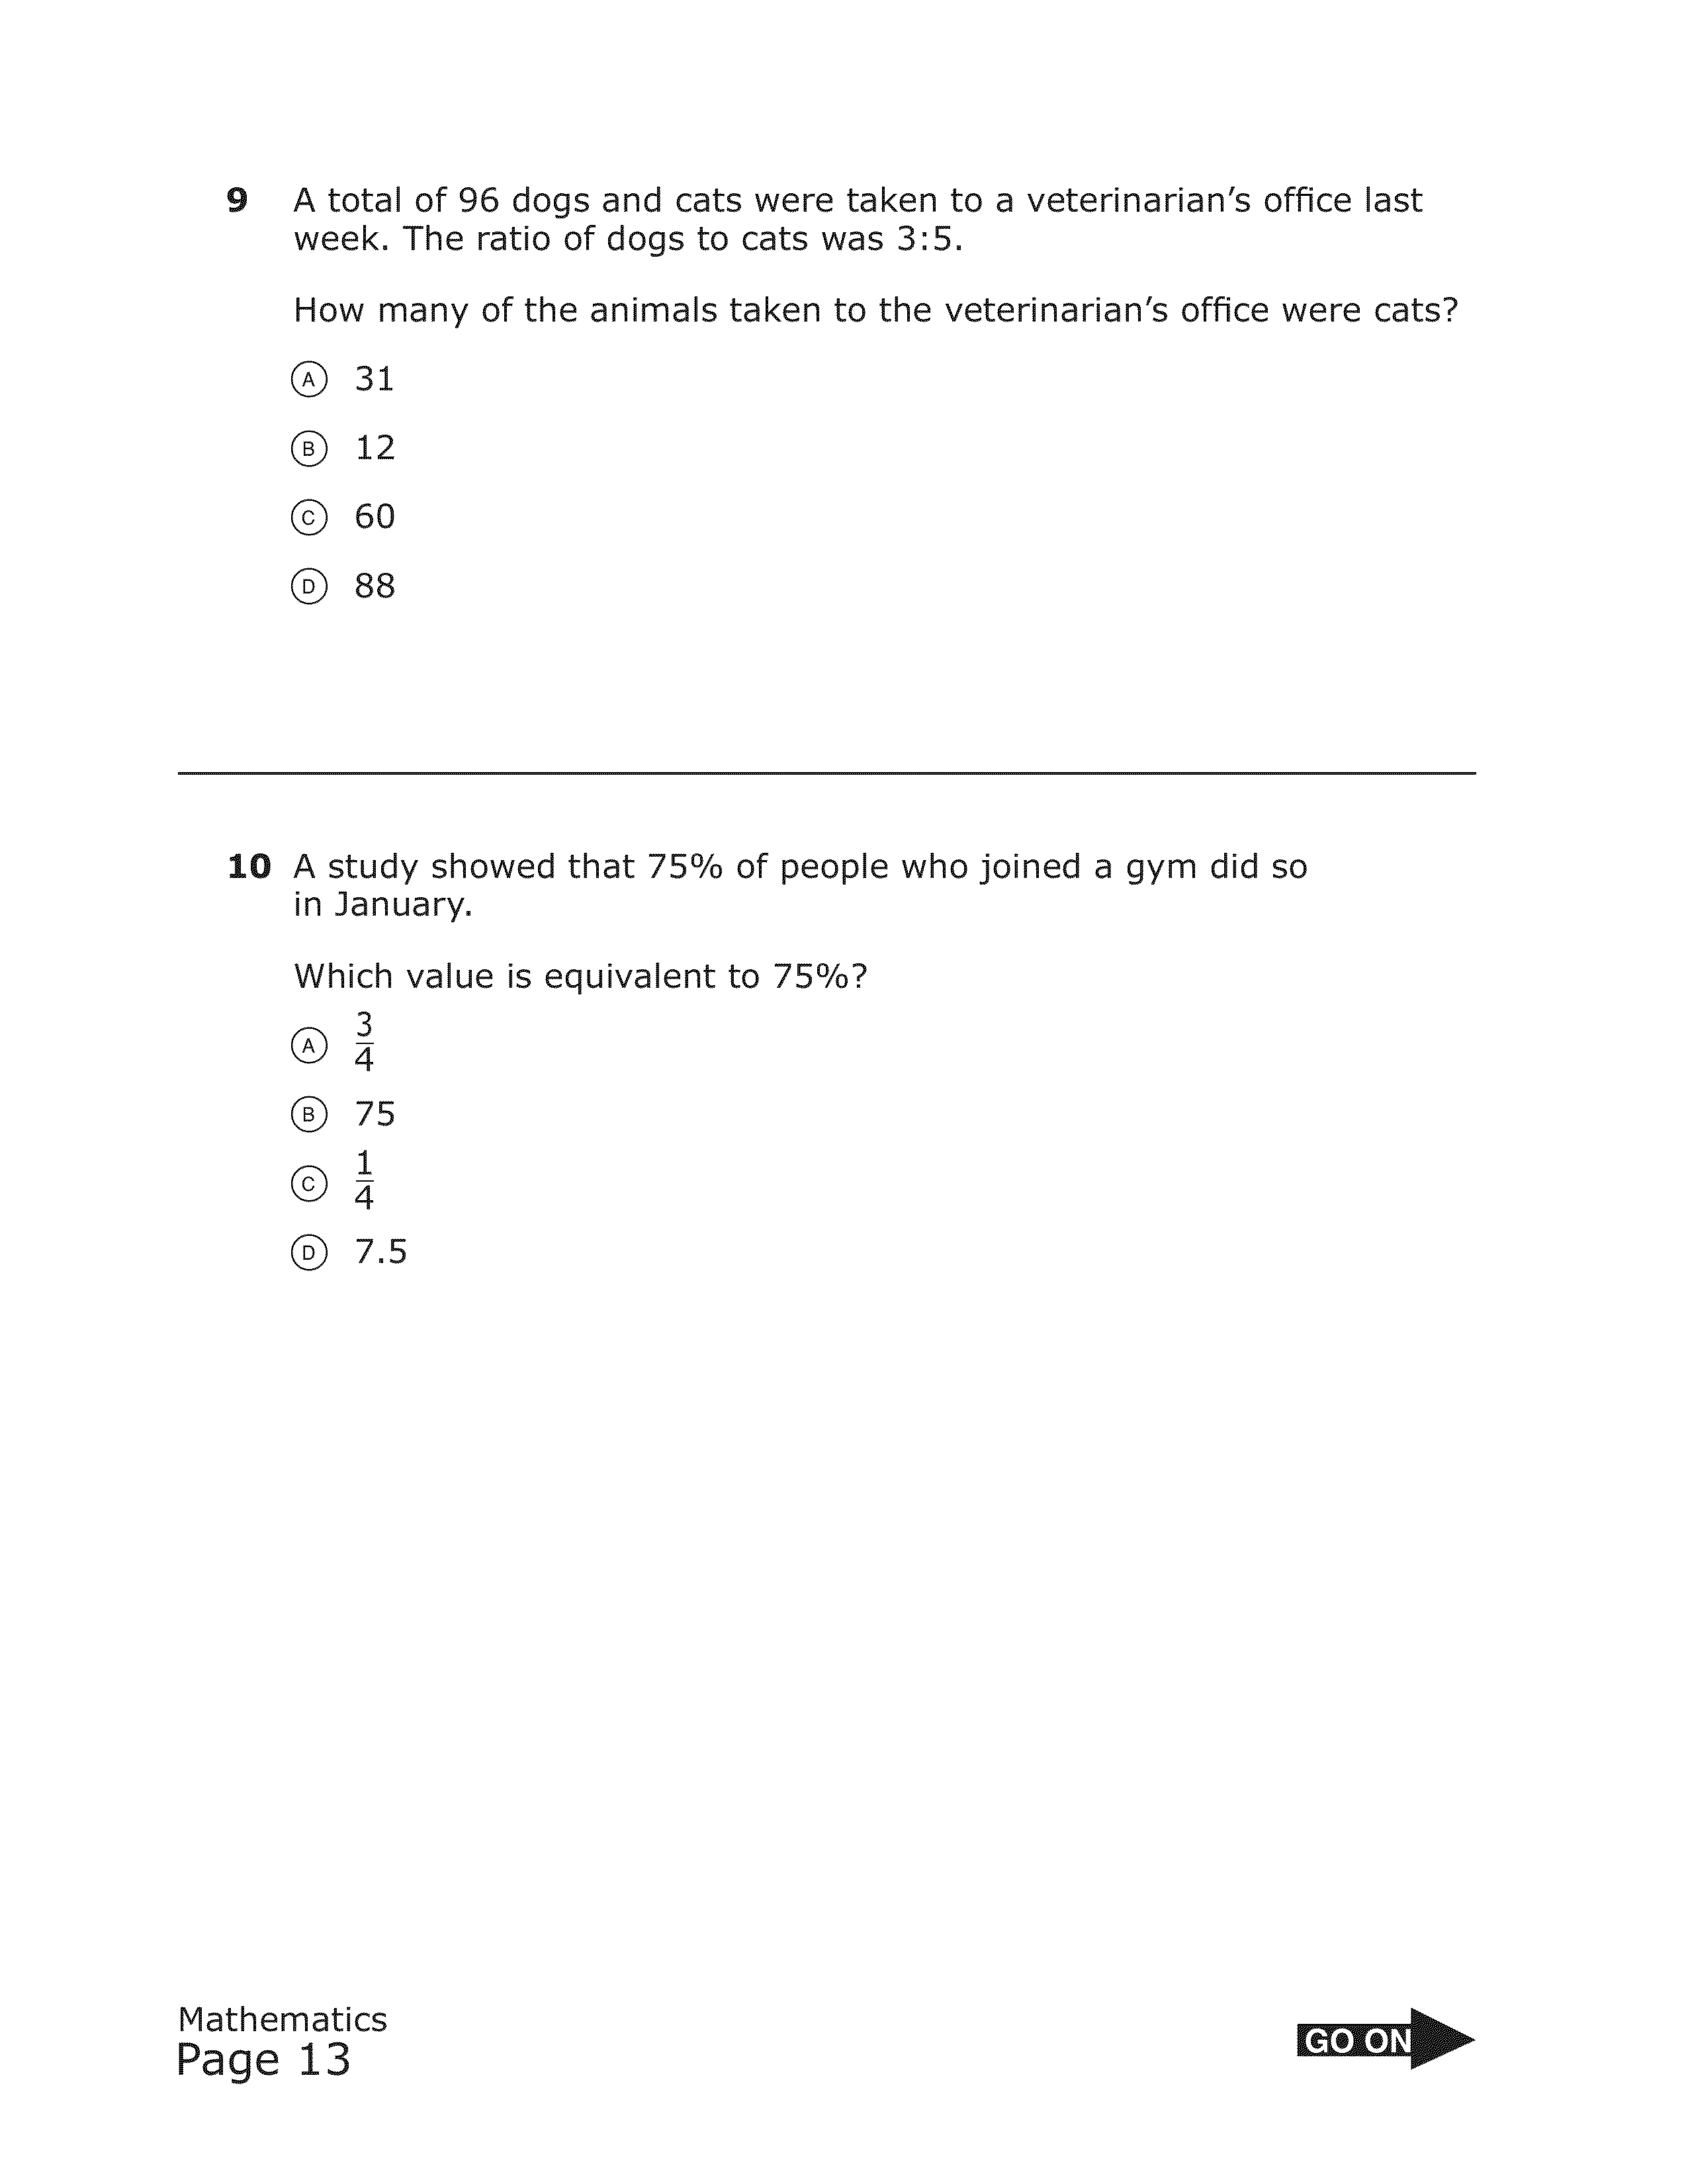 9 A total of 96 dogs and cats were taken to a veterinarian’s office last
week. The ratio of dogs to cats was 3:5.
How many of the animals taken to the veterinarian’s office were cats?
A 31
B 12
C 60
D 88
10 A study showed that 75% of people who joined a gym did so
in January.
Which value is equivalent to 75%?
A 3/4
B 75
C 1/4
D 7.5
Mathematics
Page 13
GO ON